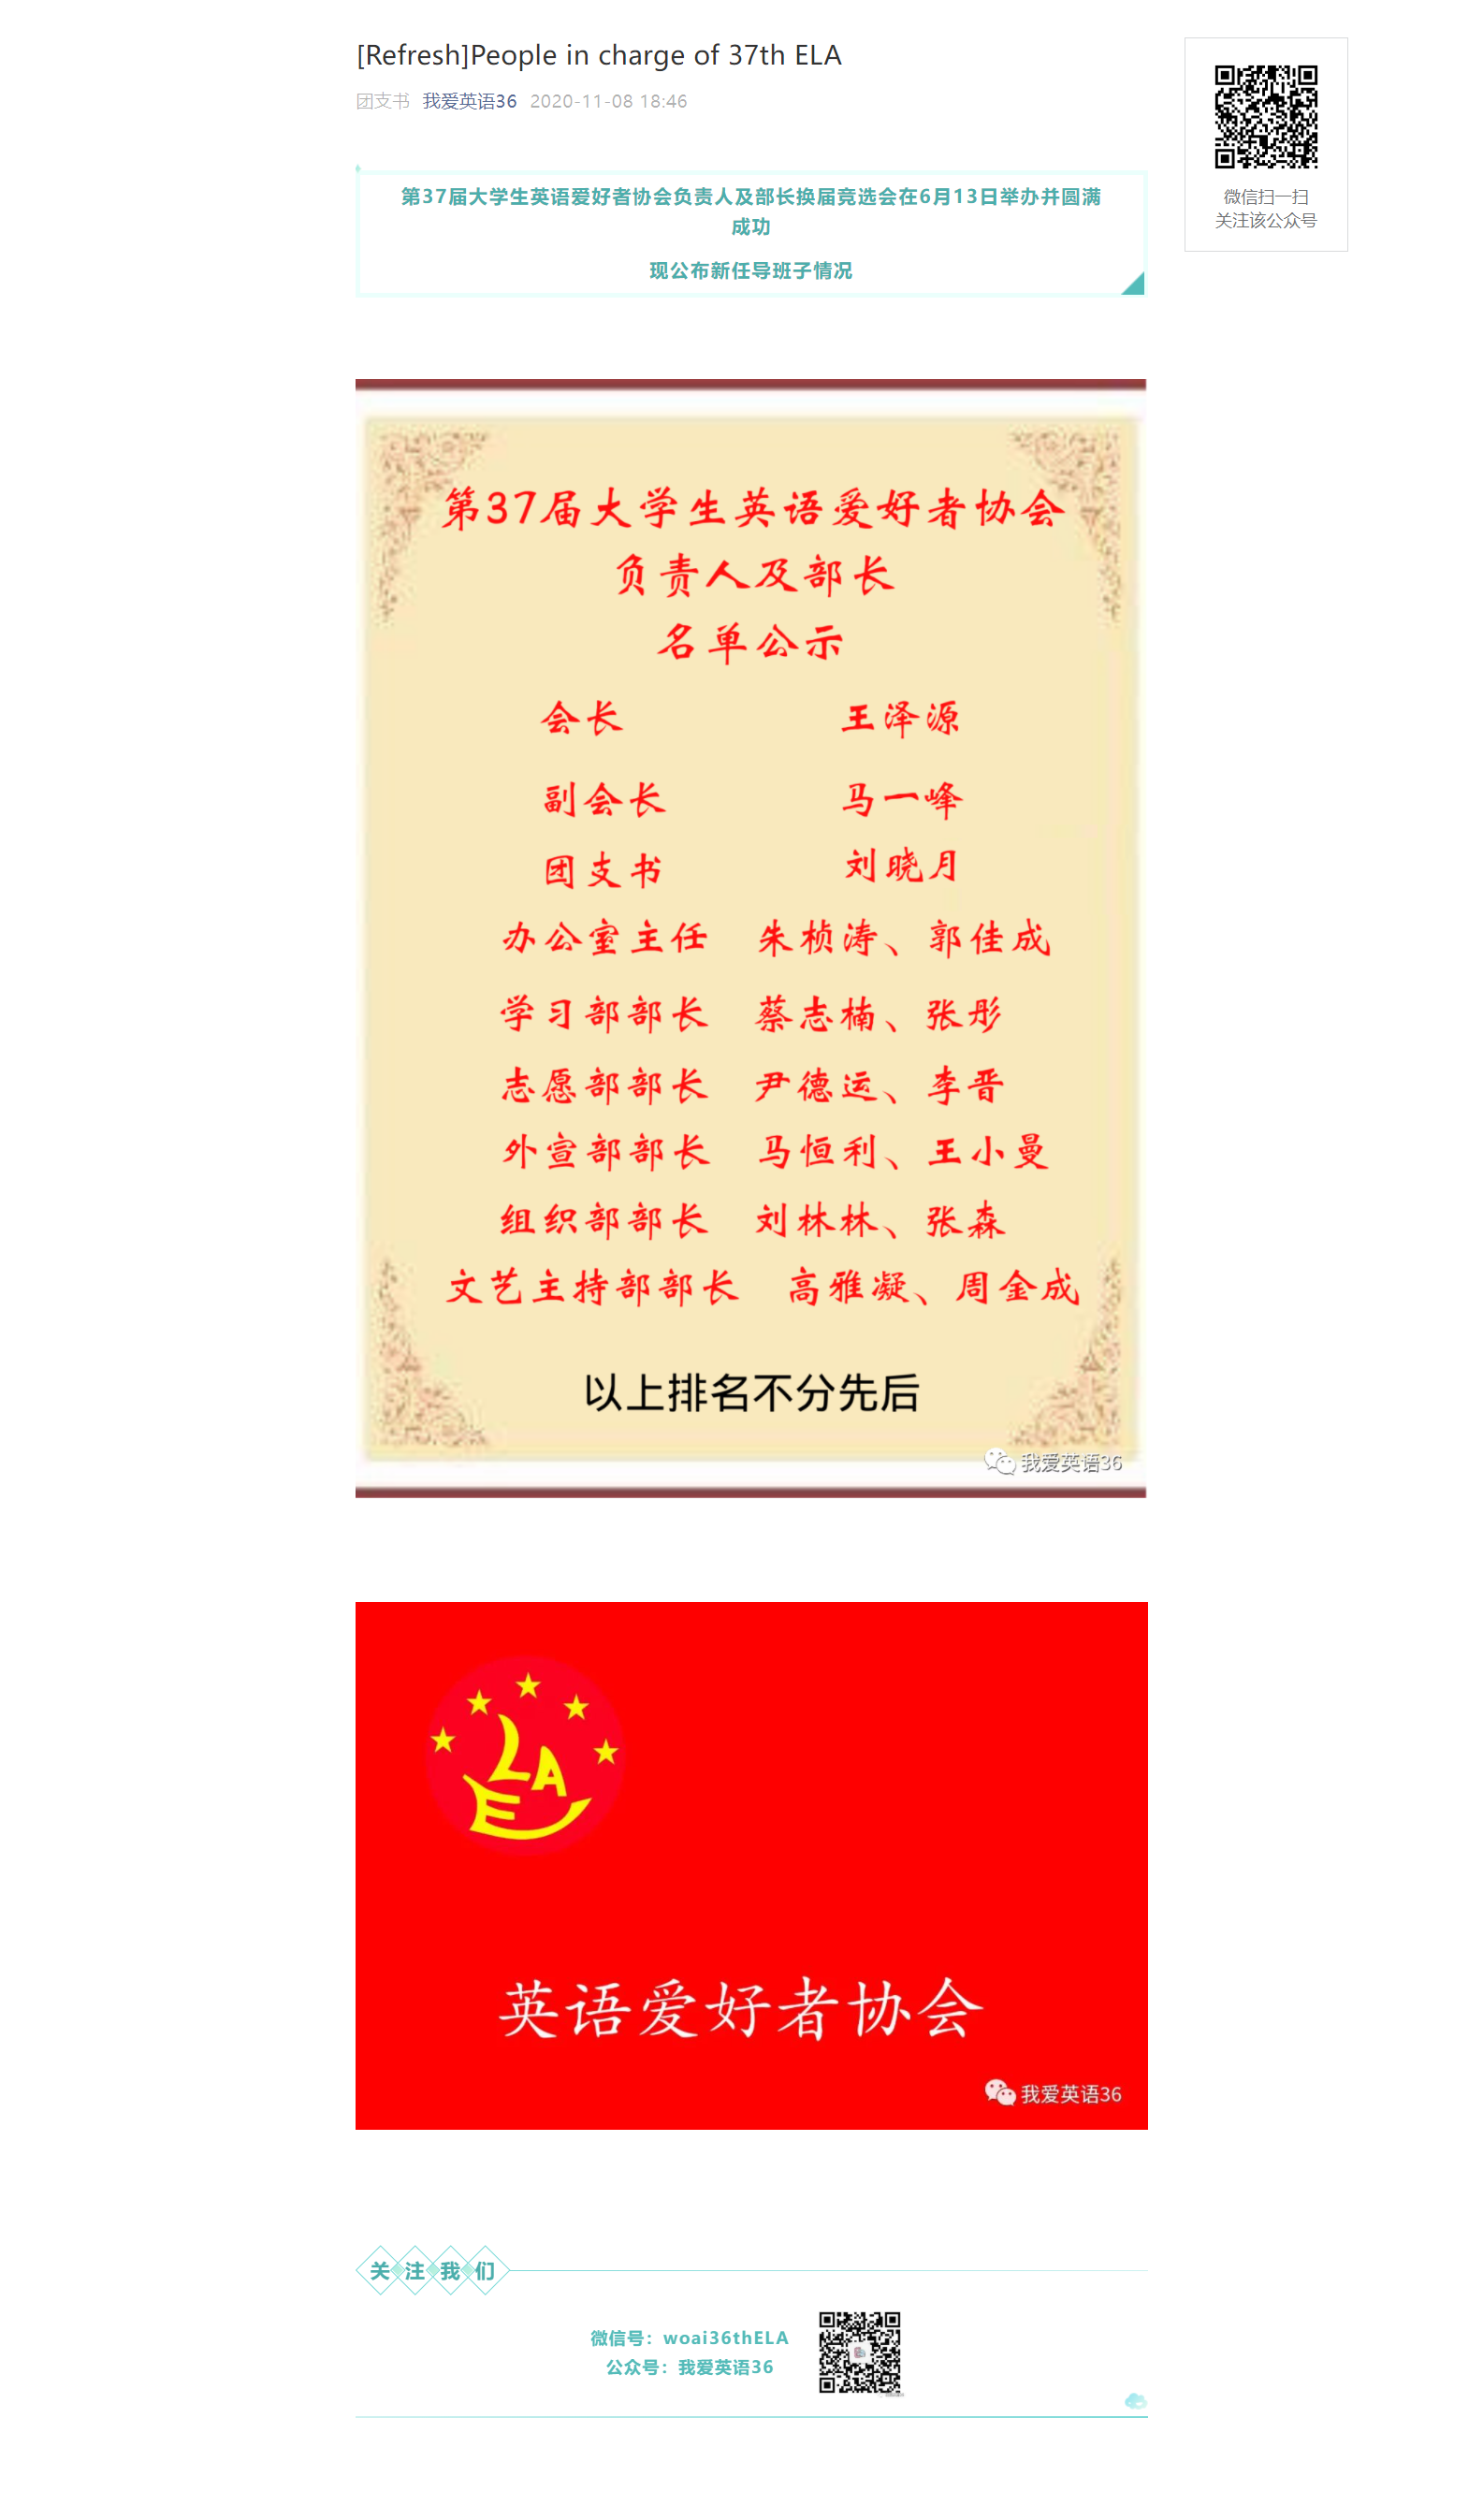 [Refresh]People in charge of 37th ELA
团支书 我爱英语36 2020-11-08 18:46
微信扫一扫
关注该公众号
第37届大学生英语爱好者协会负责人及部长换届竞选会在6月13日举办并圆满
成功
现公布新任导班子情况
第37届大学生英语爱好者协会
负责人及部长
名单公示
会长 王泽源
副会长 马一峰
团支书 刘晓月
办公室主任 朱桢涛、郭佳成
学习部部长 蔡志楠、张彤
志愿部部长 尹德运、李晋
外宣部部长 马恒利、王小曼
组织部部长 刘林林、张森
文艺主持部部长 高雅凝、周金成
以上排名不分先后
我爱英语36
ELA
英语爱好者协会
我爱英语36
关注我们
微信号：woai36thELA
公众号：我爱英语36